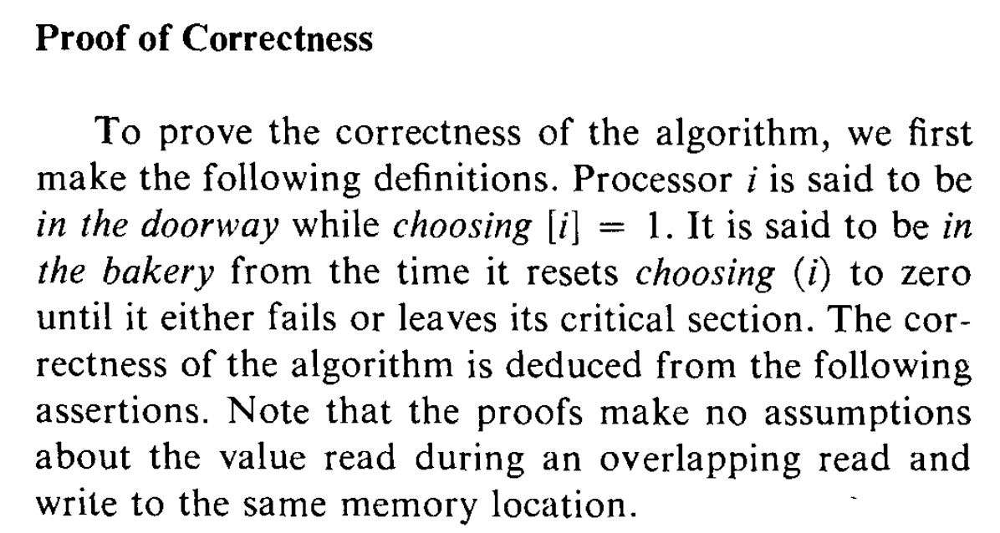 Proof of Correctness
To prove the correctness of the algorithm, we first
make the following definitions. Processor i is said to be
in the doorway while choosing [i] = 1. It is said to be in
the bakery from the time it resets choosing (i) to zero
until it either fails or leaves its critical section. The cor-
rectness of the algorithm is deduced from the following
assertions. Note that the proofs make no assumptions
about the value read during an overlapping read and
write to the same memory location.